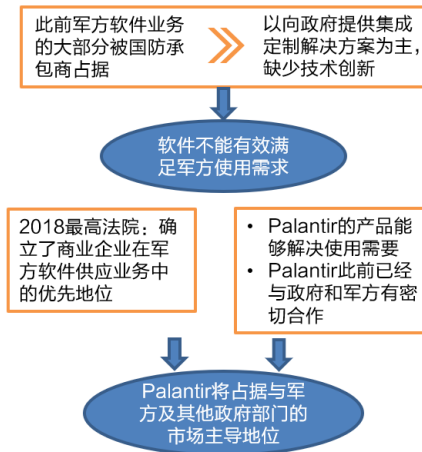 此前军方软件业务
的大部分被国防承
包商占据
以向政府提供集成
定制解决方案为主，
缺少技术创新
软件不能有效满
足军方使用需求
2018最高法院：确
立了商业企业在军
方软件供应业务中
的优先地位
• Palantir的产品能
够解决使用需要
• Palantir此前已经
与政府和军方有密
切合作
Palantir将占据与军
方及其他政府部门的
市场主导地位